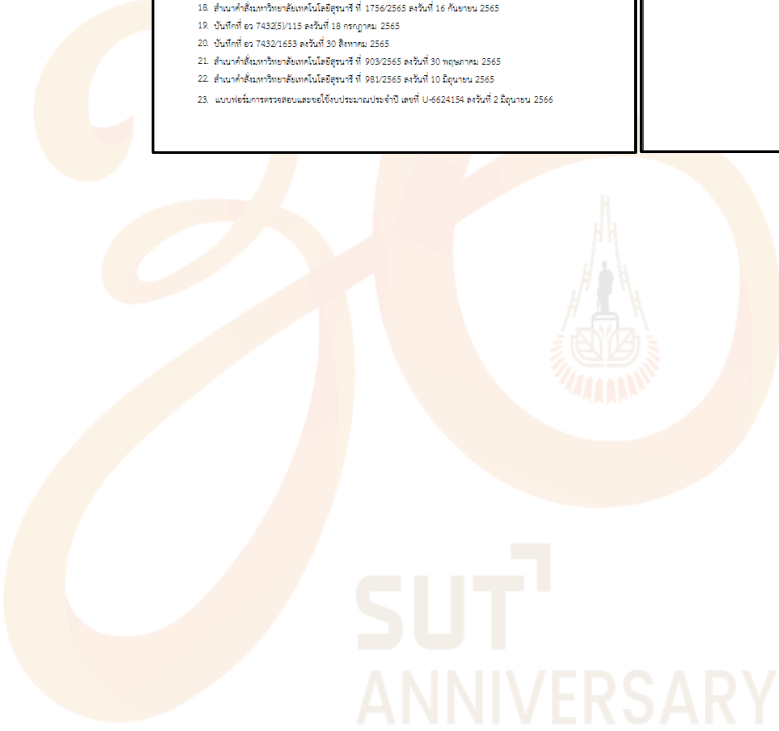 18. สำเนาคำสั่งมหาวิทยาลัยเทคโนโลยีสุรนารี ที่ 1756/2565 ลงวันที่ 16 กันยายน 2565
19. บันทึกที่ อว 7432(5)/115 ลงวันที่ 18 กรกฎาคม 2565
20. บันทึกที่ อว 7432/1653 ลงวันที่ 30 สิงหาคม 2565
21. สำเนาคำสั่งมหาวิทยาลัยเทคโนโลยีสุรนารี ที่ 903/2565 ลงวันที่ 30 พฤษภาคม 2565
22. สำเนาคำสั่งมหาวิทยาลัยเทคโนโลยีสุรนารี ที่ 981/2565 ลงวันที่ 10 มิถุนายน 2565
23. แบบฟอร์มการตรวจสอบและขอใช้งบประมาณประจำปี เลขที่ U-6624154 ลงวันที่ 2 มิถุนายน 2566
30
SUT
ANNIVERSARY